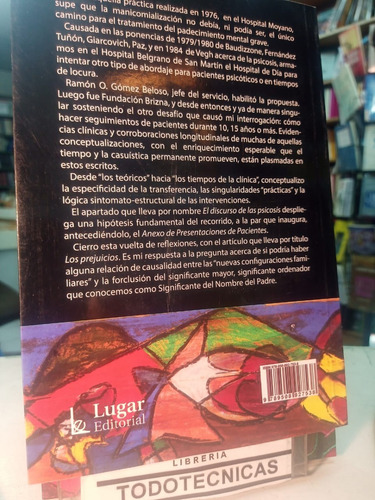 aquella práctica realizada en 1976, en el Hospital Moyano,
supe que la manicomialización no debía, ni podía ser, el único
camino para el tratamiento del padecimiento mental grave.
Causada en las ponencias de 1979/1980 de Baudizzone, Fernández
Tuñón, Giarcovich, Paz, y en 1984 de Vegh acerca de la psicosis, arma-
mos en el Hospital Belgrano de San Martín el Hospital de Día para
intentar otro tipo de abordaje para pacientes psicóticos o en tiempos
de locura.
Ramón O. Gómez Beloso, jefe del servicio, habilitó la propuesta.
Luego fue Fundación Brizna, y desde entonces y ya de manera singu-
lar sosteniendo el otro desafío que causó mi interrogación: cómo
hacer seguimientos de pacientes durante 10, 15 años o más. Eviden-
cias clínicas y corroboraciones longitudinales de muchas de aquellas
conceptualizaciones, con el enriquecimiento esperable que el
tiempo y la casuística permanente promueven, están plasmadas en
estos escritos.
Desde "los teóricos" hacia "los tiempos de la clínica", conceptualizo
la especificidad de la transferencia, las singularidades "prácticas" y la
lógica sintomato-estructural de las intervenciones.
El apartado que lleva por nombre El discurso de las psicosis desplie-
ga una hipótesis fundamental del recorrido, a la par que inaugura,
antecediéndolo, el Anexo de Presentaciones de Pacientes.
Cierro esta vuelta de reflexiones, con el artículo que lleva por título
Los prejuicios. Es mi respuesta a la pregunta acerca de si podría haber
alguna relación de causalidad entre las "nuevas configuraciones fami-
liares" y la forclusión del significante mayor, significante ordenador
que conocemos como Significante del Nombre del Padre.
Lugar
Editorial
LIBRERIA
TODOTECNICAS